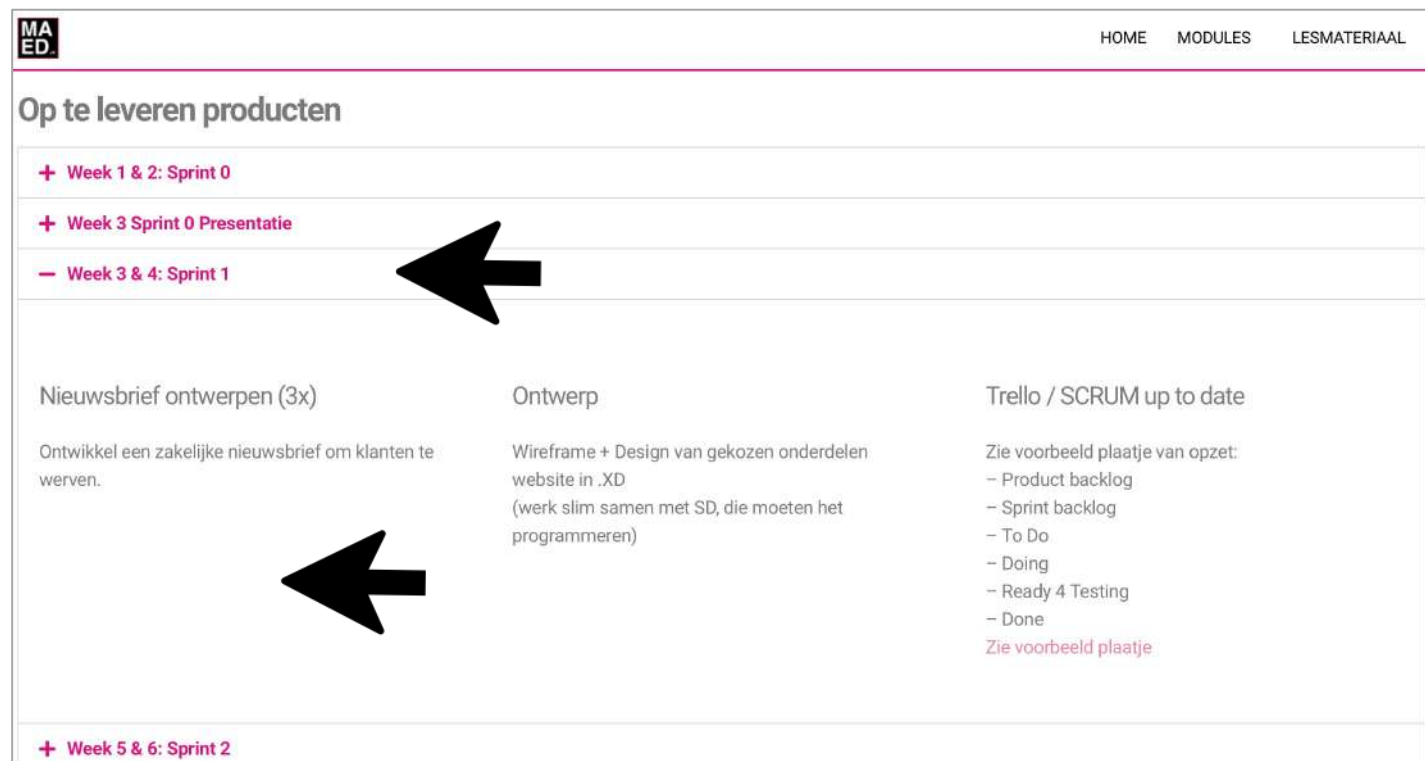 MA
ED.
HOME MODULES LESMATERIAAL
Op te leveren producten
+ Week 1 & 2: Sprint 0
+ Week 3 Sprint 0 Presentatie
– Week 3 & 4: Sprint 1
Nieuwsbrief ontwerpen (3x)
Ontwikkel een zakelijke nieuwsbrief om klanten te
werven.
Ontwerp
Wireframe + Design van gekozen onderdelen
website in .XD
(werk slim samen met SD, die moeten het
programmeren)
Trello / SCRUM up to date
Zie voorbeeld plaatje van opzet:
– Product backlog
– Sprint backlog
– To Do
– Doing
– Ready 4 Testing
– Done
Zie voorbeeld plaatje
+ Week 5 & 6: Sprint 2